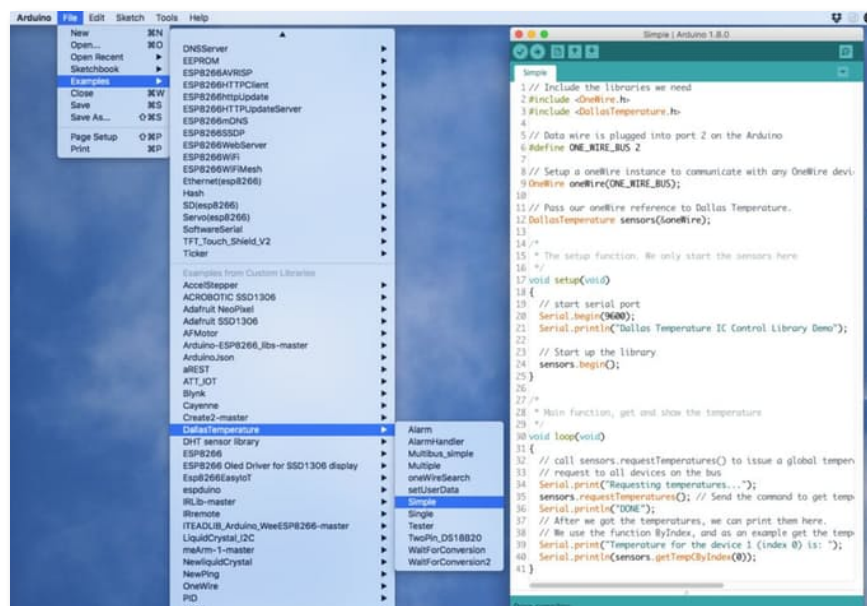 Arduino File Edit Sketch Tools Help
New ⌘N
Open... ⌘O
Open Recent
Sketchbook
Examples
Close ⌘W
Save ⌘S
Save As... ⇧⌘S
Page Setup ⇧⌘P
Print ⌘P
DNSServer
EEPROM
ESP8266AVRISP
ESP8266HTTPClient
ESP8266httpUpdate
ESP8266HTTPUpdateServer
ESP8266mDNS
ESP8266SSDP
ESP8266WebServer
ESP8266WiFi
ESP8266WiFiMesh
Ethernet(esp8266)
Hash
SD(esp8266)
Servo(esp8266)
SoftwareSerial
TFT_Touch_Shield_V2
Ticker
Examples from Custom Libraries
AccelStepper
ACROBOTIC SSD1306
Adafruit NeoPixel
Adafruit SSD1306
AFMotor
Arduino-ESP8266_libs-master
ArduinoJson
aREST
ATT_IOT
Blynk
Cayenne
Create2-master
DallasTemperature
DHT sensor library
ESP8266
ESP8266 Oled Driver for SSD1306 display
Esp8266EasyIoT
espduino
IRLib-master
IRremote
ITEADLIB_Arduino_WeeESP8266-master
LiquidCrystal_I2C
meArm-1-master
NewliquidCrystal
NewPing
OneWire
PID
Alarm
AlarmHandler
Multibus_simple
Multiple
oneWireSearch
setUserData
Simple
Single
Tester
TwoPin_DS18B20
WaitForConversion
WaitForConversion2
Simple | Arduino 1.8.0
Simple
1 // Include the libraries we need
2 #include <OneWire.h>
3 #include <DallasTemperature.h>
4
5 // Data wire is plugged into port 2 on the Arduino
6 #define ONE_WIRE_BUS 2
7
8 // Setup a oneWire instance to communicate with any OneWire devi
9 OneWire oneWire(ONE_WIRE_BUS);
10
11 // Pass our oneWire reference to Dallas Temperature.
12 DallasTemperature sensors(&oneWire);
13
14 /*
15 * The setup function. We only start the sensors here
16 */
17 void setup(void)
18 {
19 // start serial port
20 Serial.begin(9600);
21 Serial.println("Dallas Temperature IC Control Library Demo");
22
23 // Start up the library
24 sensors.begin();
25 }
26
27 /*
28 * Main function, get and show the temperature
29 */
30 void loop(void)
31 {
32 // call sensors.requestTemperatures() to issue a global temper
33 // request to all devices on the bus
34 Serial.print("Requesting temperatures...");
35 sensors.requestTemperatures(); // Send the command to get temp
36 Serial.println("DONE");
37 // After we got the temperatures, we can print them here.
38 // We use the function ByIndex, and as an example get the temp
39 Serial.print("Temperature for the device 1 (index 0) is: ");
40 Serial.println(sensors.getTempCByIndex(0));
41 }